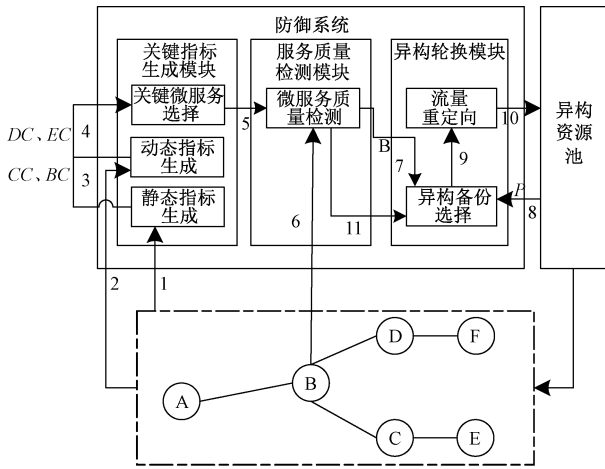 防御系统
关键指标
生成模块
服务质量
检测模块
异构轮换模块
关键微服务
选择
微服务质
量检测
流量
重定向
异构
资源
池
DC、EC
4
5
B
7
9
10
CC、BC
3
动态指标
生成
静态指标
生成
异构备份
选择
P
8
6
11
2
1
D
F
A
B
C
E